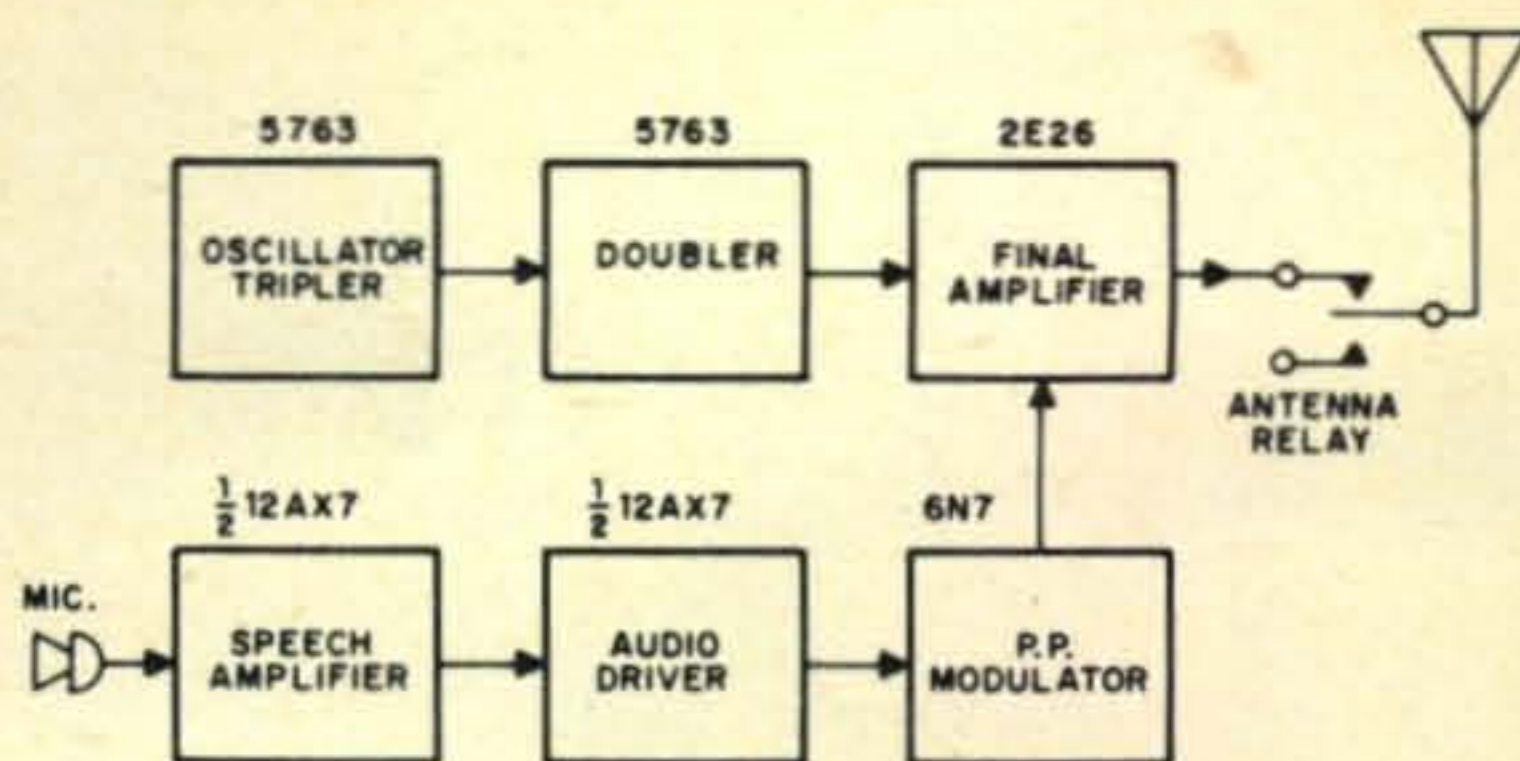 5763
OSCILLATOR
TRIPLER
5763
DOUBLER
2E26
FINAL
AMPLIFIER
ANTENNA
RELAY
MIC.
1/2 12AX7
SPEECH
AMPLIFIER
1/2 12AX7
AUDIO
DRIVER
6N7
P.P.
MODULATOR